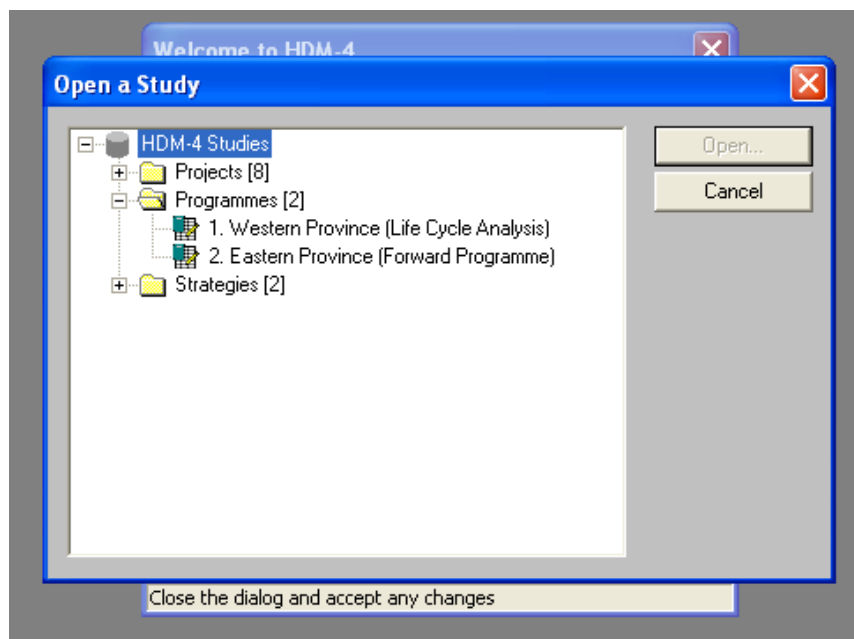 Welcome to HDM-4
Open a Study
HDM-4 Studies
Open...
Projects [8]
Programmes [2]
Cancel
1. Western Province (Life Cycle Analysis)
2. Eastern Province (Forward Programme)
Strategies [2]
Close the dialog and accept any changes